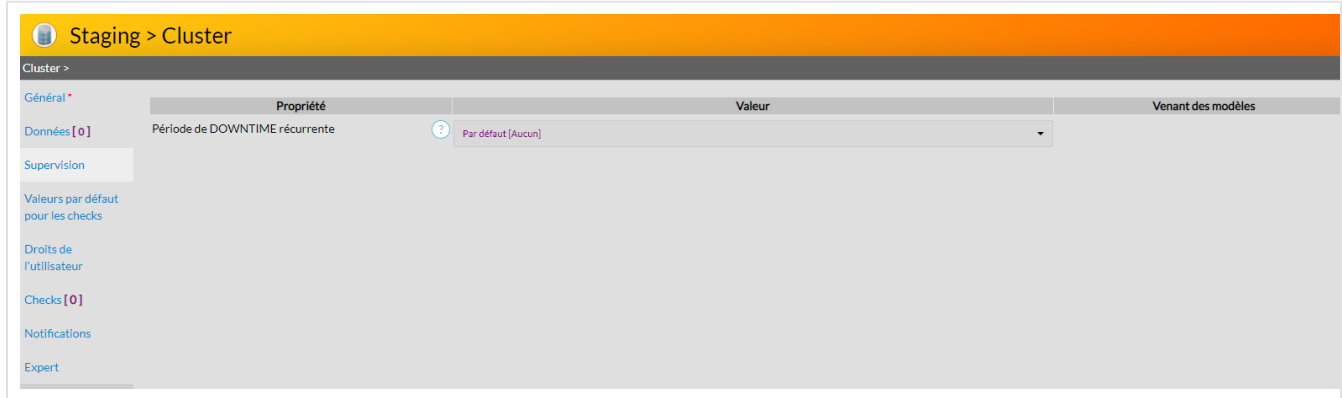 Staging > Cluster
Cluster >
Général *
Données [ 0 ]
Supervision
Valeurs par défaut
pour les checks
Droits de
l'utilisateur
Checks [ 0 ]
Notifications
Expert
Propriété Valeur Venant des modèles
Période de DOWNTIME récurrente ? Par défaut [Aucun]